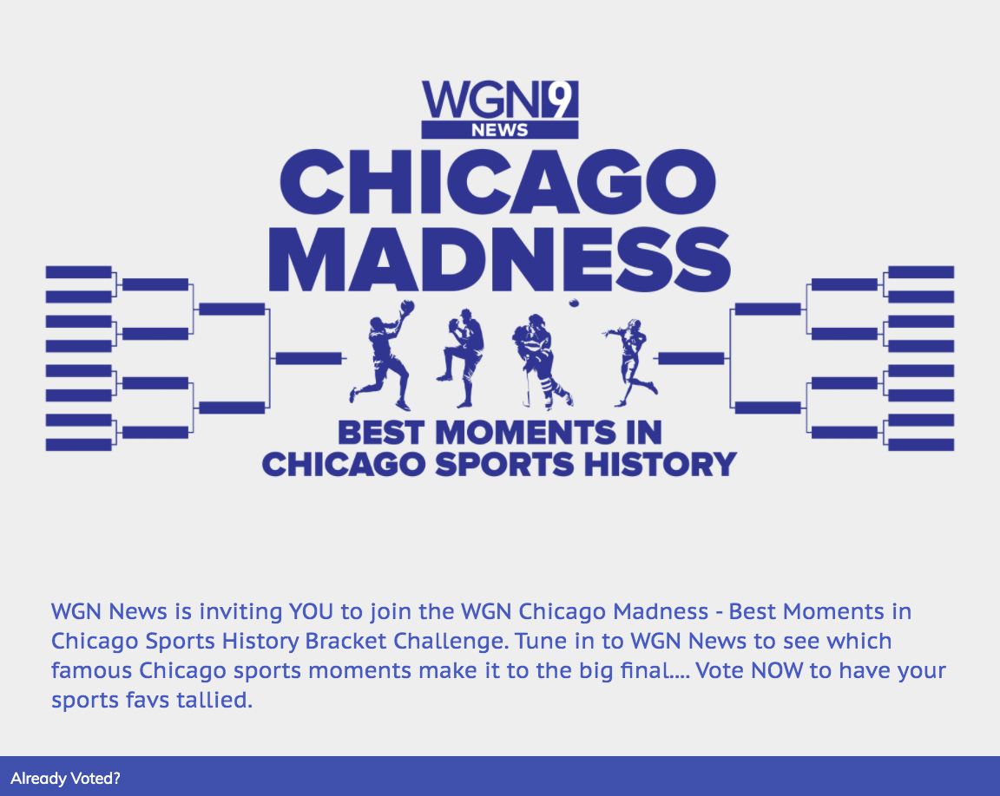 WGN9
NEWS
CHICAGO
MADNESS
BEST MOMENTS IN
CHICAGO SPORTS HISTORY
WGN News is inviting YOU to join the WGN Chicago Madness - Best Moments in
Chicago Sports History Bracket Challenge. Tune in to WGN News to see which
famous Chicago sports moments make it to the big final.... Vote NOW to have your
sports favs tallied.
Already Voted?